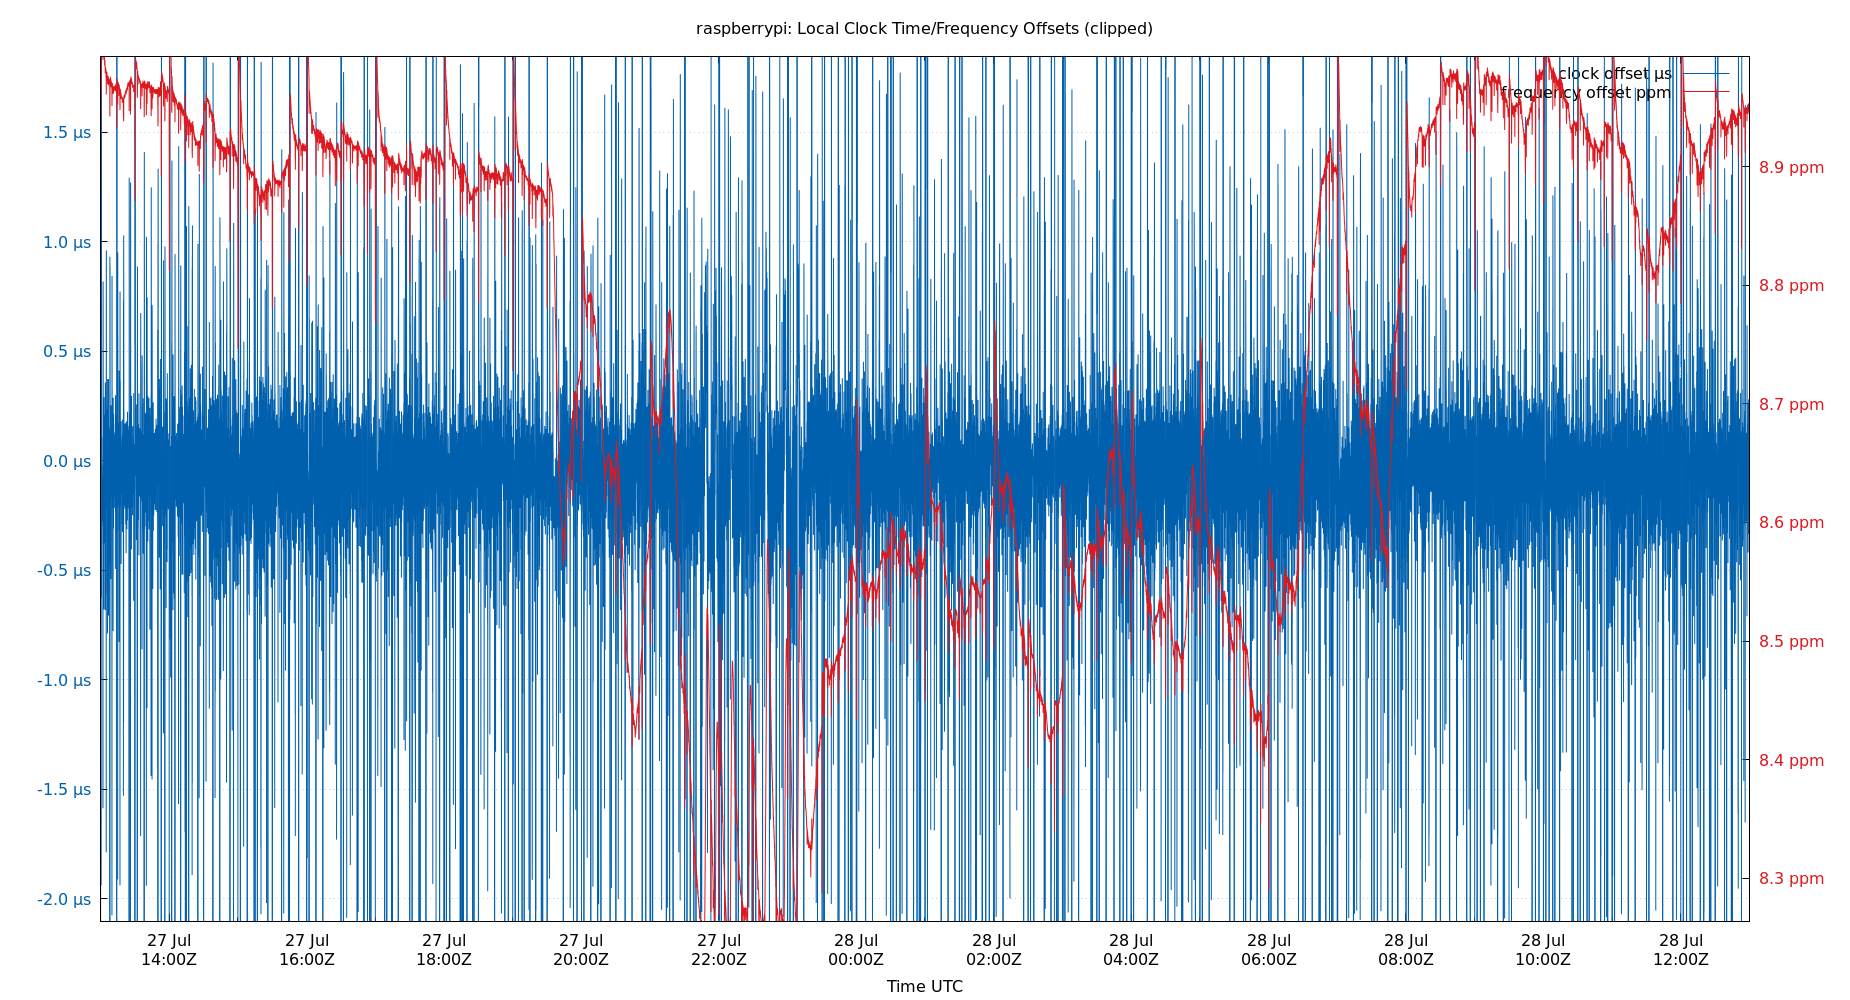 raspberrypi: Local Clock Time/Frequency Offsets (clipped)
clock offset µs
frequency offset ppm
1.5 µs
1.0 µs
0.5 µs
0.0 µs
-0.5 µs
-1.0 µs
-1.5 µs
-2.0 µs
8.9 ppm
8.8 ppm
8.7 ppm
8.6 ppm
8.5 ppm
8.4 ppm
8.3 ppm
27 Jul
14:00Z
27 Jul
16:00Z
27 Jul
18:00Z
27 Jul
20:00Z
27 Jul
22:00Z
28 Jul
00:00Z
28 Jul
02:00Z
28 Jul
04:00Z
28 Jul
06:00Z
28 Jul
08:00Z
28 Jul
10:00Z
28 Jul
12:00Z
Time UTC